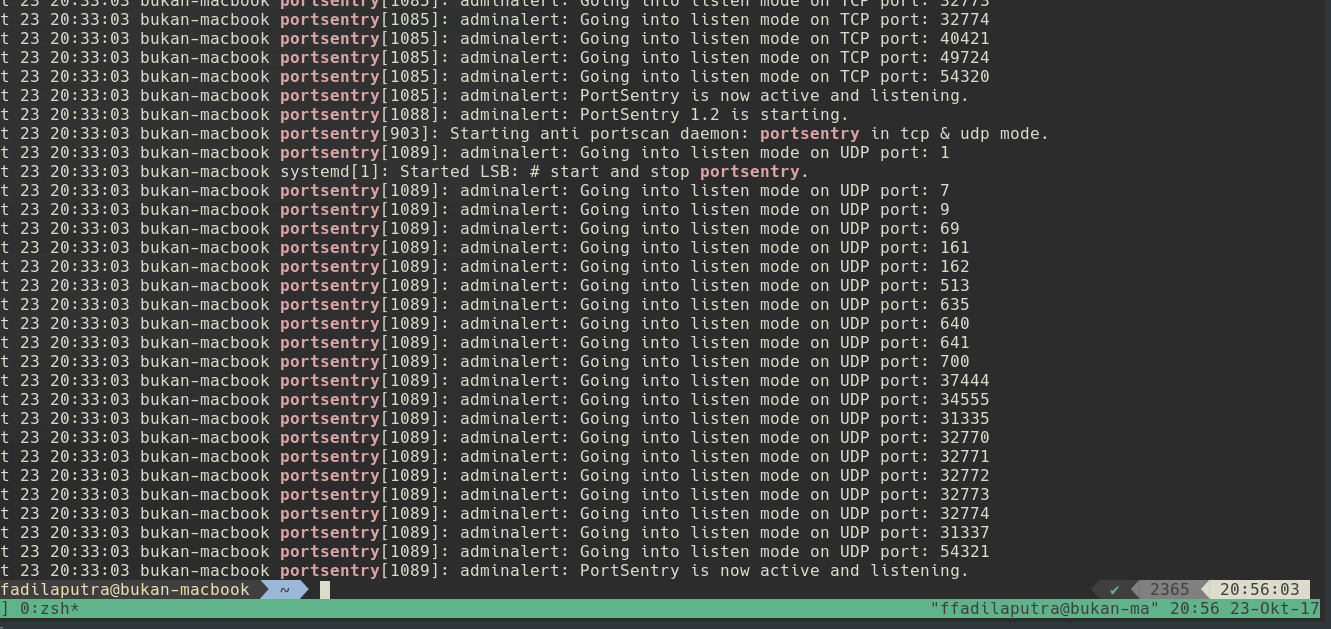 t 23 20:33:03 bukan-macbook portsentry[1085]: adminalert: Going into listen mode on TCP port: 32773
t 23 20:33:03 bukan-macbook portsentry[1085]: adminalert: Going into listen mode on TCP port: 32774
t 23 20:33:03 bukan-macbook portsentry[1085]: adminalert: Going into listen mode on TCP port: 40421
t 23 20:33:03 bukan-macbook portsentry[1085]: adminalert: Going into listen mode on TCP port: 49724
t 23 20:33:03 bukan-macbook portsentry[1085]: adminalert: Going into listen mode on TCP port: 54320
t 23 20:33:03 bukan-macbook portsentry[1085]: adminalert: PortSentry is now active and listening.
t 23 20:33:03 bukan-macbook portsentry[1088]: adminalert: PortSentry 1.2 is starting.
t 23 20:33:03 bukan-macbook portsentry[903]: Starting anti portscan daemon: portsentry in tcp & udp mode.
t 23 20:33:03 bukan-macbook portsentry[1089]: adminalert: Going into listen mode on UDP port: 1
t 23 20:33:03 bukan-macbook systemd[1]: Started LSB: # start and stop portsentry.
t 23 20:33:03 bukan-macbook portsentry[1089]: adminalert: Going into listen mode on UDP port: 7
t 23 20:33:03 bukan-macbook portsentry[1089]: adminalert: Going into listen mode on UDP port: 9
t 23 20:33:03 bukan-macbook portsentry[1089]: adminalert: Going into listen mode on UDP port: 69
t 23 20:33:03 bukan-macbook portsentry[1089]: adminalert: Going into listen mode on UDP port: 161
t 23 20:33:03 bukan-macbook portsentry[1089]: adminalert: Going into listen mode on UDP port: 162
t 23 20:33:03 bukan-macbook portsentry[1089]: adminalert: Going into listen mode on UDP port: 513
t 23 20:33:03 bukan-macbook portsentry[1089]: adminalert: Going into listen mode on UDP port: 635
t 23 20:33:03 bukan-macbook portsentry[1089]: adminalert: Going into listen mode on UDP port: 640
t 23 20:33:03 bukan-macbook portsentry[1089]: adminalert: Going into listen mode on UDP port: 641
t 23 20:33:03 bukan-macbook portsentry[1089]: adminalert: Going into listen mode on UDP port: 700
t 23 20:33:03 bukan-macbook portsentry[1089]: adminalert: Going into listen mode on UDP port: 37444
t 23 20:33:03 bukan-macbook portsentry[1089]: adminalert: Going into listen mode on UDP port: 34555
t 23 20:33:03 bukan-macbook portsentry[1089]: adminalert: Going into listen mode on UDP port: 31335
t 23 20:33:03 bukan-macbook portsentry[1089]: adminalert: Going into listen mode on UDP port: 32770
t 23 20:33:03 bukan-macbook portsentry[1089]: adminalert: Going into listen mode on UDP port: 32771
t 23 20:33:03 bukan-macbook portsentry[1089]: adminalert: Going into listen mode on UDP port: 32772
t 23 20:33:03 bukan-macbook portsentry[1089]: adminalert: Going into listen mode on UDP port: 32773
t 23 20:33:03 bukan-macbook portsentry[1089]: adminalert: Going into listen mode on UDP port: 32774
t 23 20:33:03 bukan-macbook portsentry[1089]: adminalert: Going into listen mode on UDP port: 31337
t 23 20:33:03 bukan-macbook portsentry[1089]: adminalert: Going into listen mode on UDP port: 54321
t 23 20:33:03 bukan-macbook portsentry[1089]: adminalert: PortSentry is now active and listening.
fadilaputra@bukan-macbook ~ ✔ 2365 20:56:03
] 0:zsh* "ffadilaputra@bukan-ma" 20:56 23-Okt-17